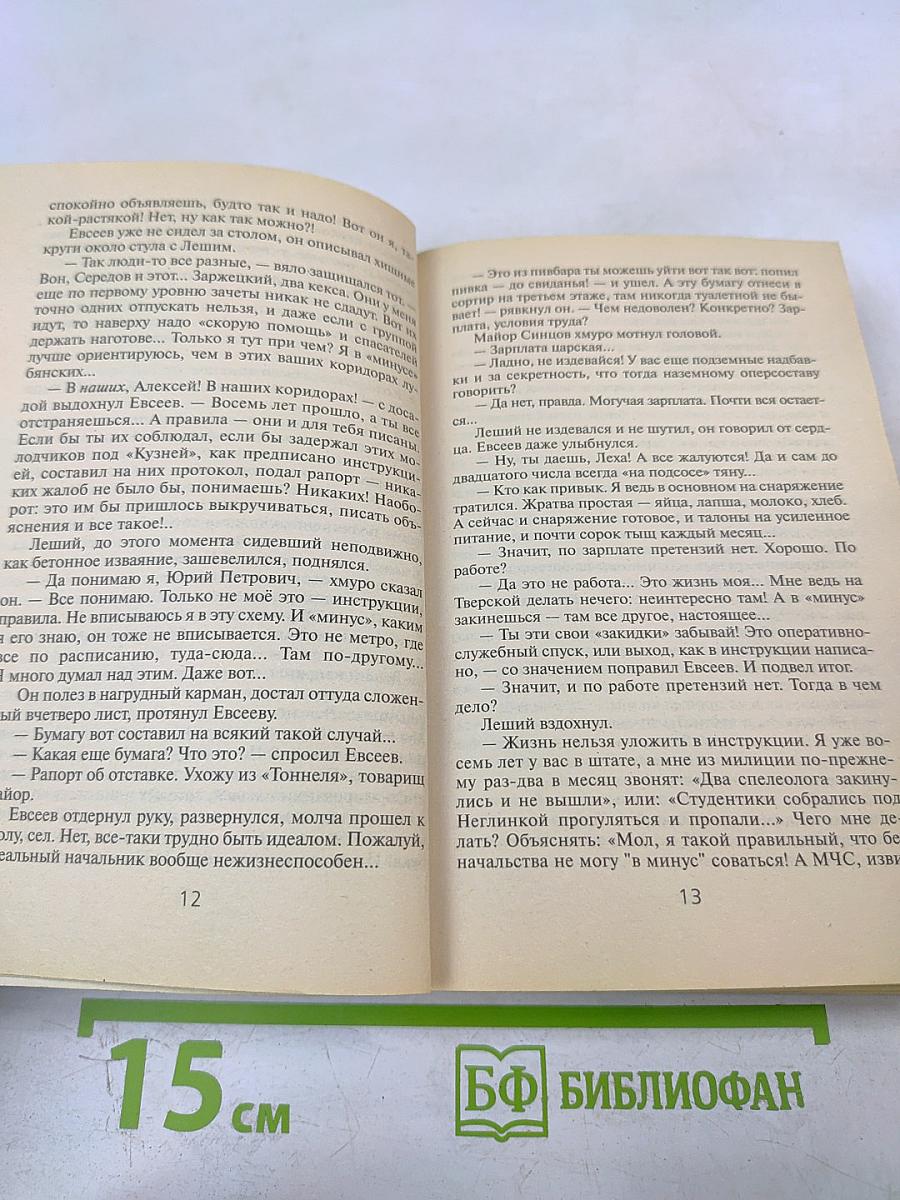 спокойно объявляешь, будто так и надо! Вот он я, та-
кой-растякой! Нет, ну как так можно?!
Евсеев уже не сидел за столом, он описывал хищные
круги около стула с Лешим.
— Так люди-то все разные, — вяло защищался тот. —
Вон, Середов и этот... Заржецкий, два кекса. Они у меня
еще по первому уровню зачеты никак не сдадут. Вот их
точно одних отпускать нельзя, и даже если с группой
идут, то наверху надо «скорую помощь» и спасателей
держать наготове... Только я тут при чем? Я в «минусе»
лучше ориентируюсь, чем в этих ваших коридорах лу-
бянских...
— В наших, Алексей! В наших коридорах! — с доса-
дой выдохнул Евсеев. — Восемь лет прошло, а ты все
отстраняешься... А правила — они и для тебя писаны.
Если бы ты их соблюдал, если бы задержал этих мо-
лодчиков под «Кузней», как предписано инструкци-
ей, составил на них протокол, подал рапорт — ника-
ких жалоб не было бы, понимаешь? Никаких! Наобо-
рот: это им бы пришлось выкручиваться, писать объ-
яснения и все такое!..
Леший, до этого момента сидевший неподвижно,
как бетонное изваяние, зашевелился, поднялся.
— Да понимаю я, Юрий Петрович, — хмуро сказал
он. — Все понимаю. Только не моё это — инструкции,
правила. Не вписываюсь я в эту схему. И «минус», каким
я его знаю, он тоже не вписывается. Это не метро, где
все по расписанию, туда-сюда... Там по-другому...
Я много думал над этим. Даже вот...
Он полез в нагрудный карман, достал оттуда сложен-
ый вчетверо лист, протянул Евсееву.
— Бумагу вот составил на всякий такой случай...
— Какая еще бумага? Что это? — спросил Евсеев.
— Рапорт об отставке. Ухожу из «Тоннеля», товарищ
айор.
Евсеев отдернул руку, развернулся, молча прошел к
олу, сел. Нет, все-таки трудно быть идеалом. Пожалуй,
еальный начальник вообще нежизнеспособен...
12
— Это из пивбара ты можешь уйти вот так вот: попил
пивка — до свиданья! — и ушел. А эту бумагу отнеси в
сортир на третьем этаже, там никогда туалетной не бы-
вает! — рявкнул он. — Чем недоволен? Конкретно? Зар-
плата, условия труда?
Майор Синцов хмуро мотнул головой.
— Зарплата царская...
— Ладно, не издевайся! У вас еще подземные надбав-
ки и за секретность, что тогда наземному оперсоставу
говорить?
— Да нет, правда. Могучая зарплата. Почти вся остает-
ся...
Леший не издевался и не шутил, он говорил от серд-
ца. Евсеев даже улыбнулся.
— Ну, ты даешь, Леха! А все жалуются! Да и сам до
двадцатого числа всегда «на подсосе» тяну...
— Кто как привык. Я ведь в основном на снаряжение
тратился. Жратва простая — яйца, лапша, молоко, хлеб.
А сейчас и снаряжение готовое, и талоны на усиленное
питание, и почти сорок тыщ каждый месяц...
— Значит, по зарплате претензий нет. Хорошо. По
работе?
— Да это не работа... Это жизнь моя... Мне ведь на
Тверской делать нечего: неинтересно там! А в «минус»
закинешься — там все другое, настоящее...
— Ты эти свои «закидки» забывай! Это оперативно-
служебный спуск, или выход, как в инструкции написа-
но, — со значением поправил Евсеев. И подвел итог.
— Значит, и по работе претензий нет. Тогда в чем
дело?
Леший вздохнул.
— Жизнь нельзя уложить в инструкции. Я уже во-
семь лет у вас в штате, а мне из милиции по-прежне-
му раз-два в месяц звонят: «Два спелеолога закину-
лись и не вышли», или: «Студентики собрались под
Неглинкой прогуляться и пропали...» Чего мне де-
лать? Объяснять: «Мол, я такой правильный, что бе
начальства не могу "в минус" соваться! А МЧС, изви
13
15 см
БФ БИБЛИОФАН